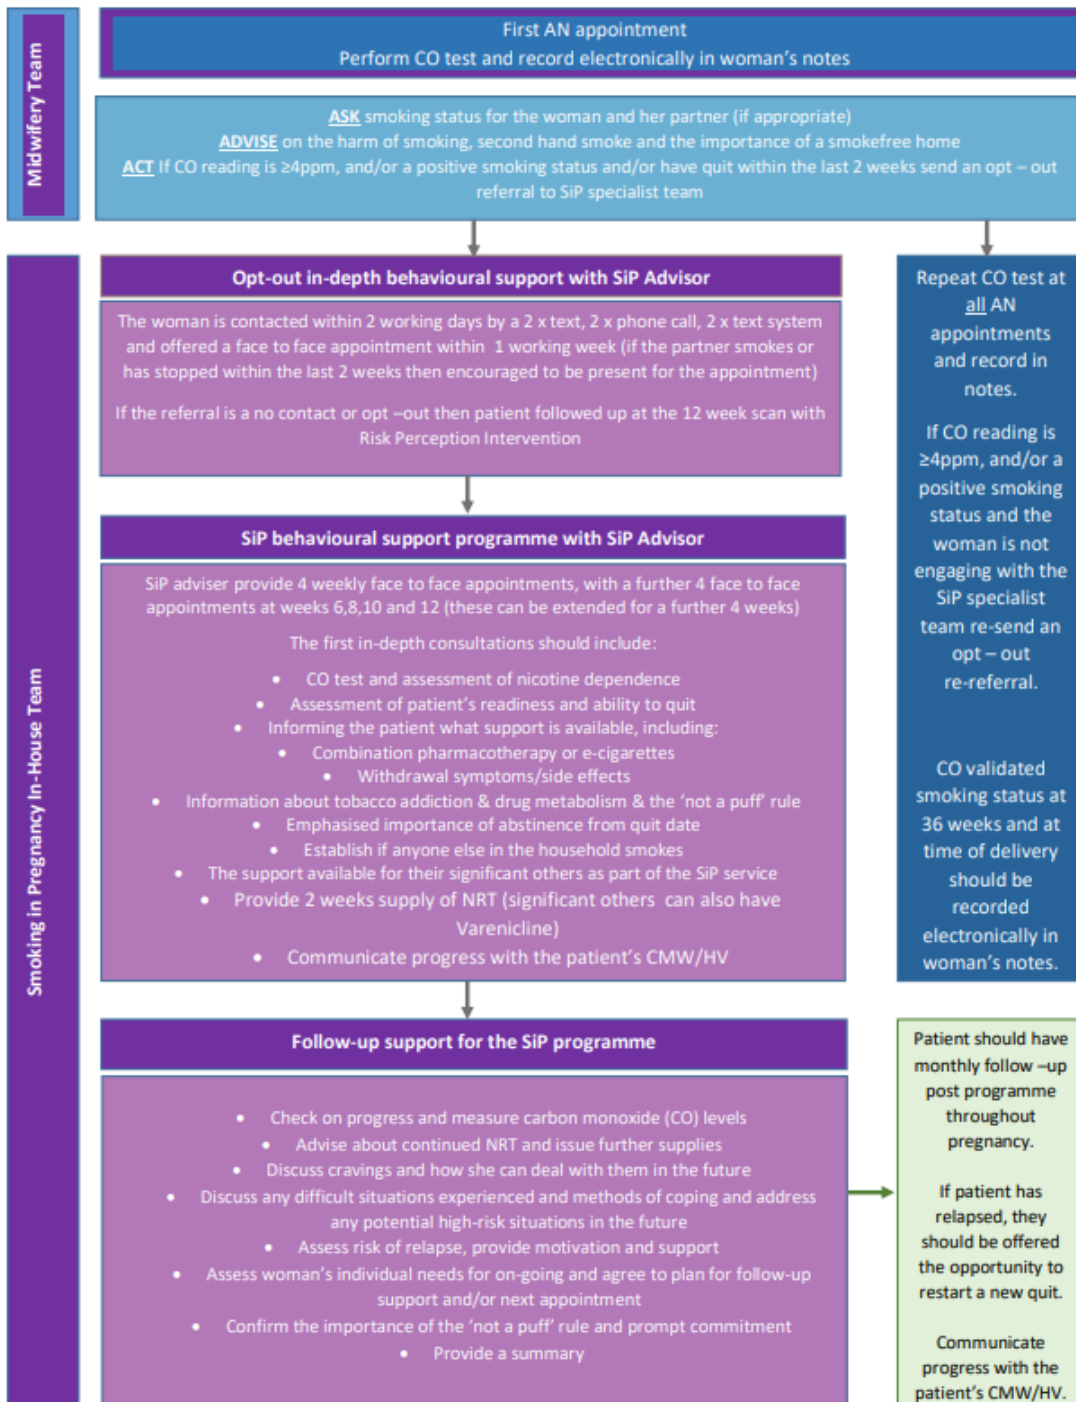 Midwifery Team
First AN appointment
Perform CO test and record electronically in woman's notes
ASK smoking status for the woman and her partner (if appropriate)
ADVISE on the harm of smoking, second hand smoke and the importance of a smokefree home
ACT If CO reading is ≥4ppm, and/or a positive smoking status and/or have quit within the last 2 weeks send an opt – out
referral to SiP specialist team
Smoking in Pregnancy In-House Team
Opt-out in-depth behavioural support with SiP Advisor
The woman is contacted within 2 working days by a 2 x text, 2 x phone call, 2 x text system
and offered a face to face appointment within 1 working week (if the partner smokes or
has stopped within the last 2 weeks then encouraged to be present for the appointment)
If the referral is a no contact or opt –out then patient followed up at the 12 week scan with
Risk Perception Intervention
SiP behavioural support programme with SiP Advisor
SiP adviser provide 4 weekly face to face appointments, with a further 4 face to face
appointments at weeks 6,8,10 and 12 (these can be extended for a further 4 weeks)
The first in-depth consultations should include:
• CO test and assessment of nicotine dependence
• Assessment of patient's readiness and ability to quit
• Informing the patient what support is available, including:
• Combination pharmacotherapy or e-cigarettes
• Withdrawal symptoms/side effects
• Information about tobacco addiction & drug metabolism & the 'not a puff' rule
• Emphasised importance of abstinence from quit date
• Establish if anyone else in the household smokes
• The support available for their significant others as part of the SiP service
• Provide 2 weeks supply of NRT (significant others can also have
Varenicline)
• Communicate progress with the patient's CMW/HV
Follow-up support for the SiP programme
• Check on progress and measure carbon monoxide (CO) levels
• Advise about continued NRT and issue further supplies
• Discuss cravings and how she can deal with them in the future
• Discuss any difficult situations experienced and methods of coping and address
any potential high-risk situations in the future
• Assess risk of relapse, provide motivation and support
• Assess woman's individual needs for on-going and agree to plan for follow-up
support and/or next appointment
• Confirm the importance of the 'not a puff' rule and prompt commitment
• Provide a summary
Repeat CO test at
all AN
appointments
and record in
notes.
If CO reading is
≥4ppm, and/or a
positive smoking
status and the
woman is not
engaging with the
SiP specialist
team re-send an
opt – out
re-referral.
CO validated
smoking status at
36 weeks and at
time of delivery
should be
recorded
electronically in
woman's notes.
Patient should have
monthly follow –up
post programme
throughout
pregnancy.
If patient has
relapsed, they
should be offered
the opportunity to
restart a new quit.
Communicate
progress with the
patient's CMW/HV.